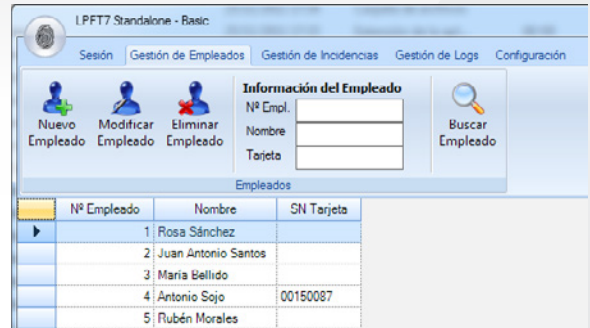 LPFT7 Standalone - Basic
Sesión Gestión de Empleados Gestión de Incidencias Gestión de Logs Configuración
Información del Empleado
Nº Empl.
Nombre
Tarjeta
Nuevo Empleado
Modificar Empleado
Eliminar Empleado
Buscar Empleado
Empleados
Nº Empleado Nombre SN Tarjeta
1 Rosa Sánchez
2 Juan Antonio Santos
3 María Bellido
4 Antonio Sojo 00150087
5 Rubén Morales